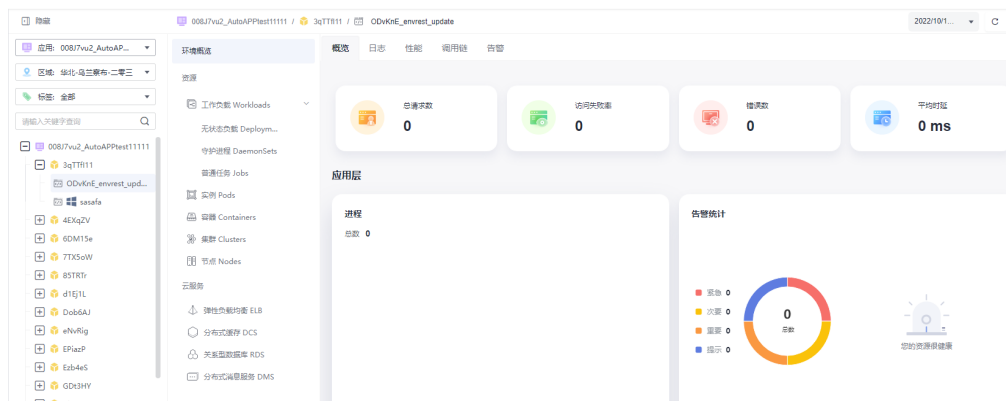 隐藏
应用: 008J7vu2_AutoAP...
区域: 华北-乌兰察布-二零三
标签: 全部
请输入关键字查询
008J7vu2_AutoAPPtest11111
3qTTfl11
ODvKnE_envrest_upd...
sasafa
4EXqZV
6DM15e
7TX5oW
85TRTr
d1Ej1L
Dob6AJ
eNvRig
EPiazP
Ezb4eS
GDt3HY
008J7vu2_AutoAPPtest11111 / 3qTTfl11 / ODvKnE_envrest_update
2022/10/1...
环境概览
资源
工作负载 Workloads
无状态负载 Deploym...
守护进程 DaemonSets
普通任务 Jobs
实例 Pods
容器 Containers
集群 Clusters
节点 Nodes
云服务
弹性负载均衡 ELB
分布式缓存 DCS
关系型数据库 RDS
分布式消息服务 DMS
概览 日志 性能 调用链 告警
总请求数
0
访问失败率
0
错误数
0
平均时延
0 ms
应用层
进程
总数 0
告警统计
紧急 0
次要 0
重要 0
提示 0
0
总数
您的资源很健康